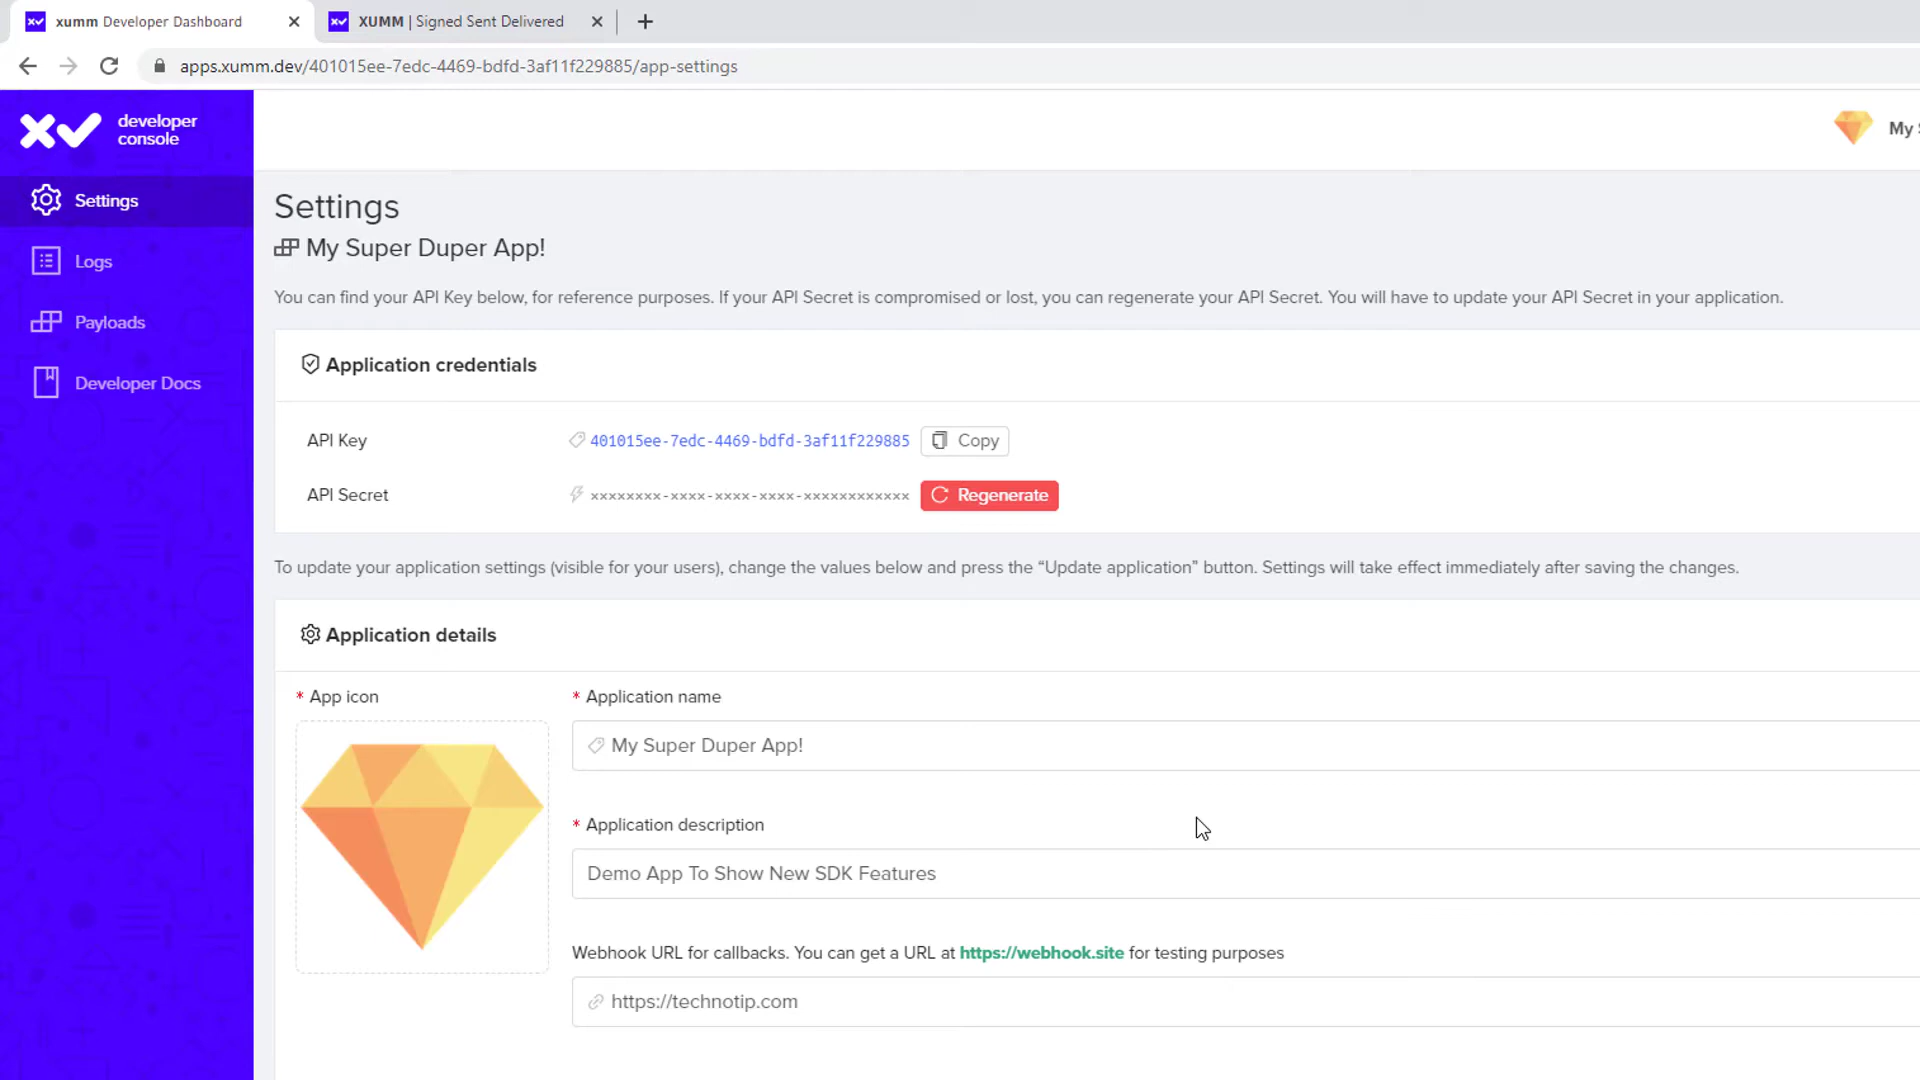 xumm Developer Dashboard
XUMM | Signed Sent Delivered
apps.xumm.dev/401015ee-7edc-4469-bdfd-3af11f229885/app-settings
developer
console
My
Settings
Logs
Payloads
Developer Docs
Settings
My Super Duper App!
You can find your API Key below, for reference purposes. If your API Secret is compromised or lost, you can regenerate your API Secret. You will have to update your API Secret in your application.
Application credentials
API Key
401015ee-7edc-4469-bdfd-3af11f229885
Copy
API Secret
xxxxxxxx-xxxx-xxxx-xxxx-xxxxxxxxxxxx
Regenerate
To update your application settings (visible for your users), change the values below and press the “Update application” button. Settings will take effect immediately after saving the changes.
Application details
* App icon
* Application name
My Super Duper App!
* Application description
Demo App To Show New SDK Features
Webhook URL for callbacks. You can get a URL at https://webhook.site for testing purposes
https://technotip.com